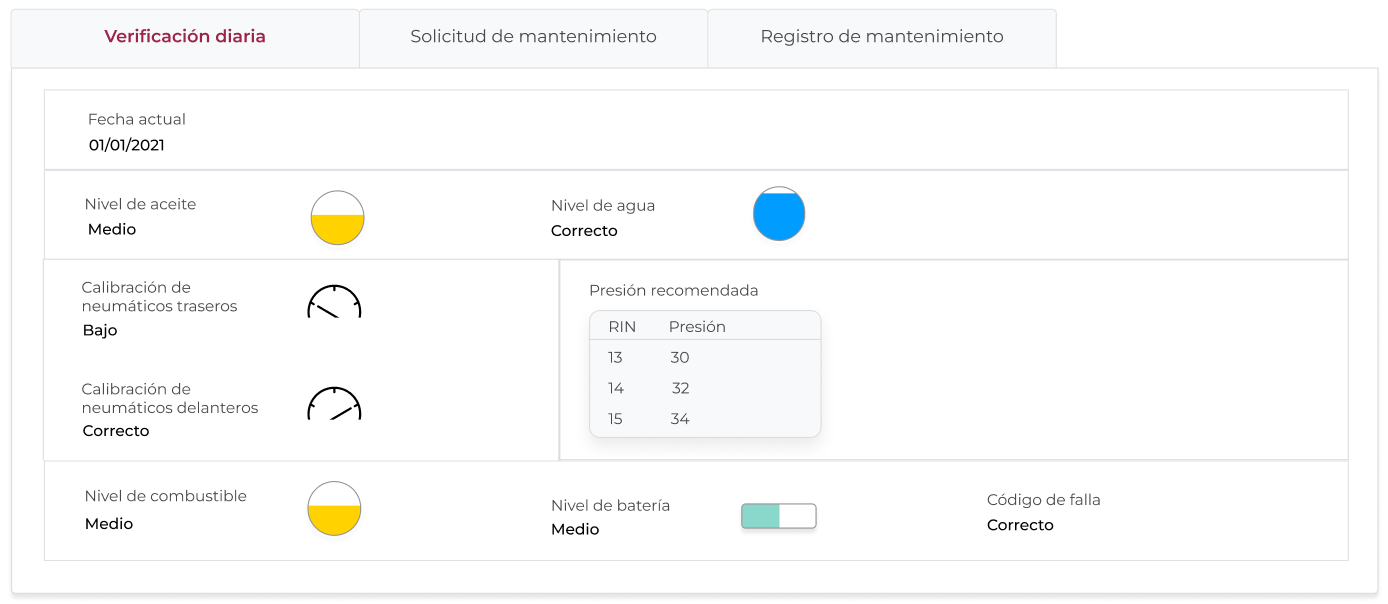 Verificación diaria
Solicitud de mantenimiento
Registro de mantenimiento
Fecha actual
01/01/2021
Nivel de aceite
Medio
Nivel de agua
Correcto
Calibración de
neumáticos traseros
Bajo
Calibración de
neumáticos delanteros
Correcto
Presión recomendada
RIN Presión
13 30
14 32
15 34
Nivel de combustible
Medio
Nivel de batería
Medio
Código de falla
Correcto